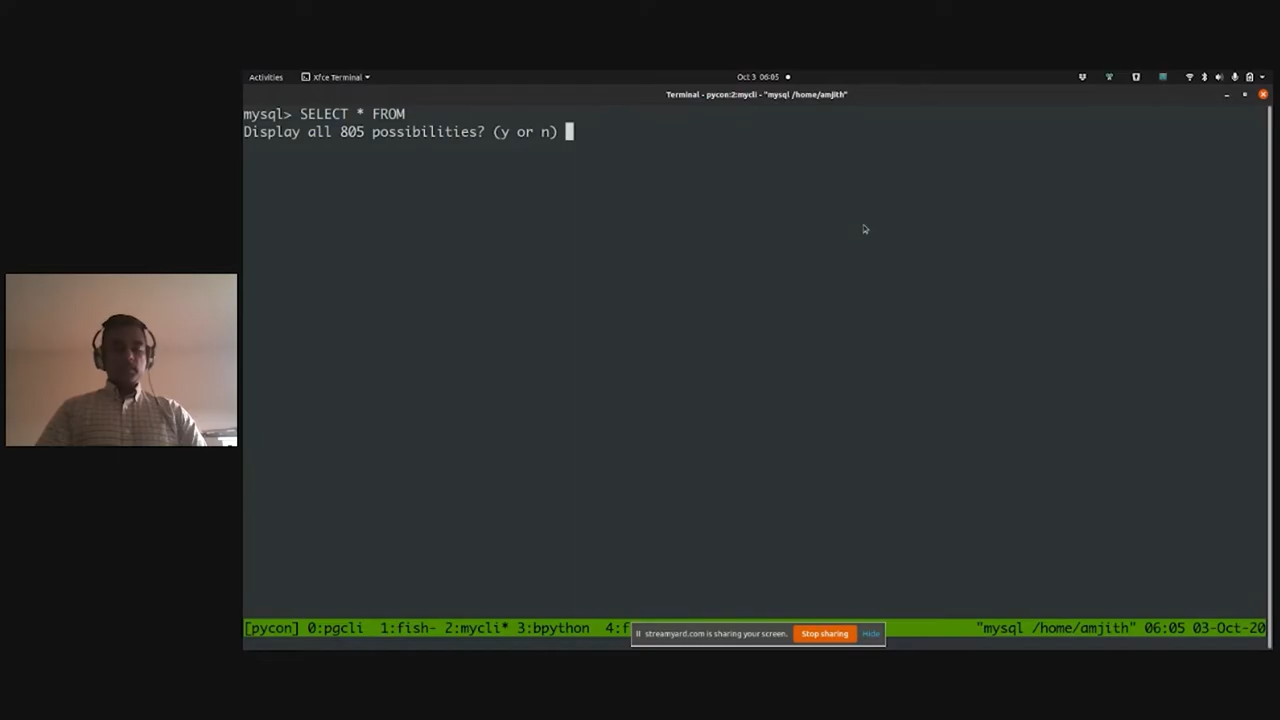 Activities Xfce Terminal Oct 3 06:05
Terminal - pycon:2:mycli - "mysql /home/amjith"
mysql> SELECT * FROM
Display all 805 possibilities? (y or n)
[pycon] 0:pgcli 1:fish- 2:mycli* 3:bpython 4:f "mysql /home/amjith" 06:05 03-Oct-20
streamyard.com is sharing your screen. Stop sharing Hide